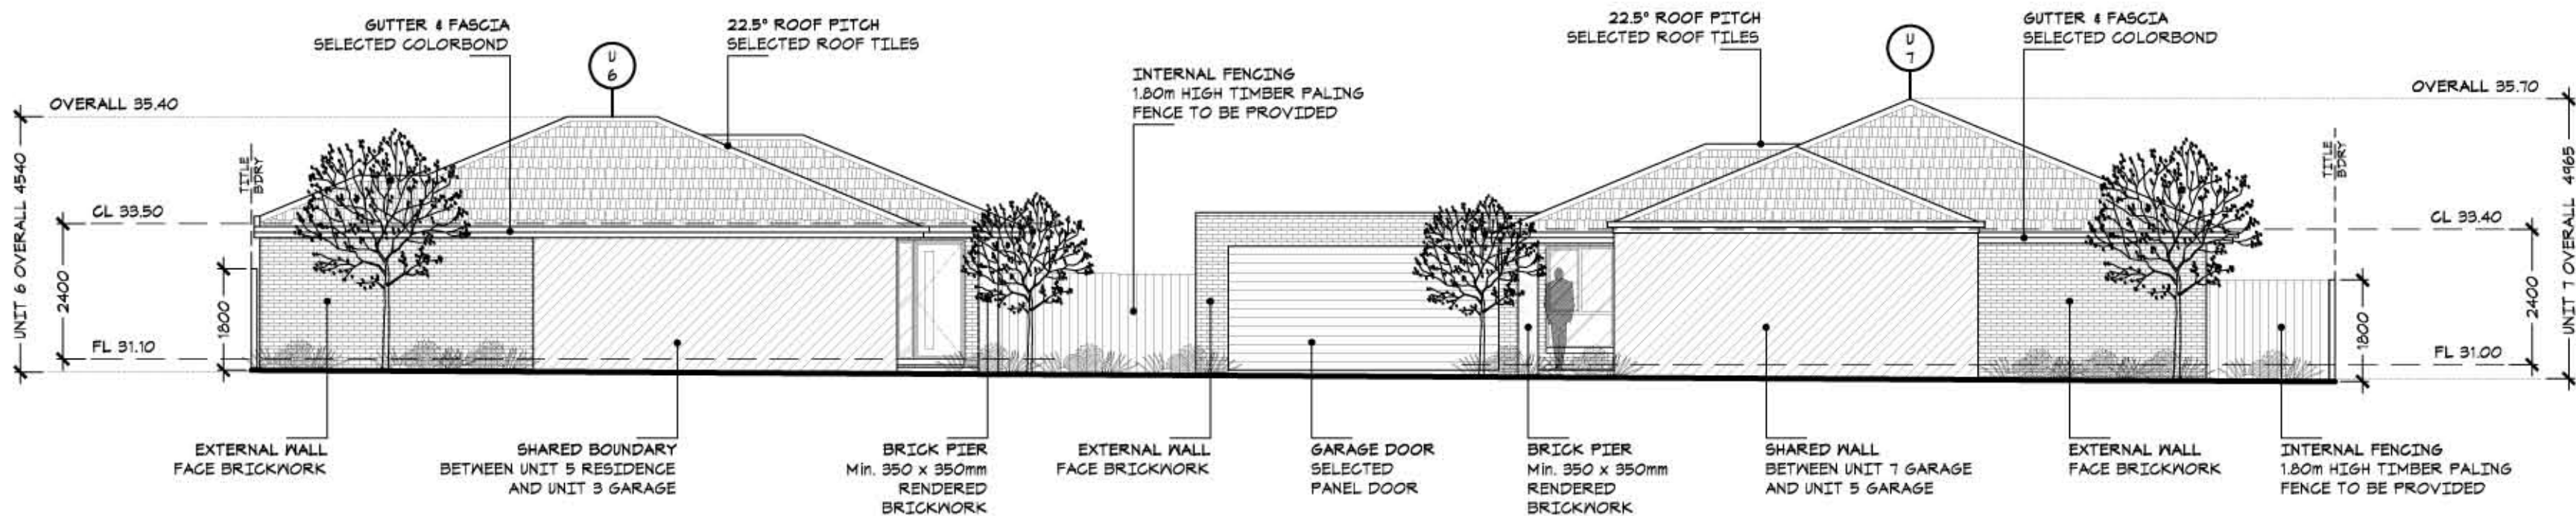 GUTTER & FASCIA
SELECTED COLORBOND
22.5° ROOF PITCH
SELECTED ROOF TILES
U
6
INTERNAL FENCING
1.80m HIGH TIMBER PALING
FENCE TO BE PROVIDED
22.5° ROOF PITCH
SELECTED ROOF TILES
U
7
GUTTER & FASCIA
SELECTED COLORBOND
OVERALL 35.40
OVERALL 35.70
UNIT 6 OVERALL 4540
TITLE
BDRY
CL 33.50
2400
1800
FL 31.10
TITLE
BDRY
CL 33.40
2400
1800
FL 31.00
UNIT 7 OVERALL 4965
EXTERNAL WALL
FACE BRICKWORK
SHARED BOUNDARY
BETWEEN UNIT 5 RESIDENCE
AND UNIT 3 GARAGE
BRICK PIER
Min. 350 x 350mm
RENDERED
BRICKWORK
EXTERNAL WALL
FACE BRICKWORK
GARAGE DOOR
SELECTED
PANEL DOOR
BRICK PIER
Min. 350 x 350mm
RENDERED
BRICKWORK
SHARED WALL
BETWEEN UNIT 7 GARAGE
AND UNIT 5 GARAGE
EXTERNAL WALL
FACE BRICKWORK
INTERNAL FENCING
1.80m HIGH TIMBER PALING
FENCE TO BE PROVIDED